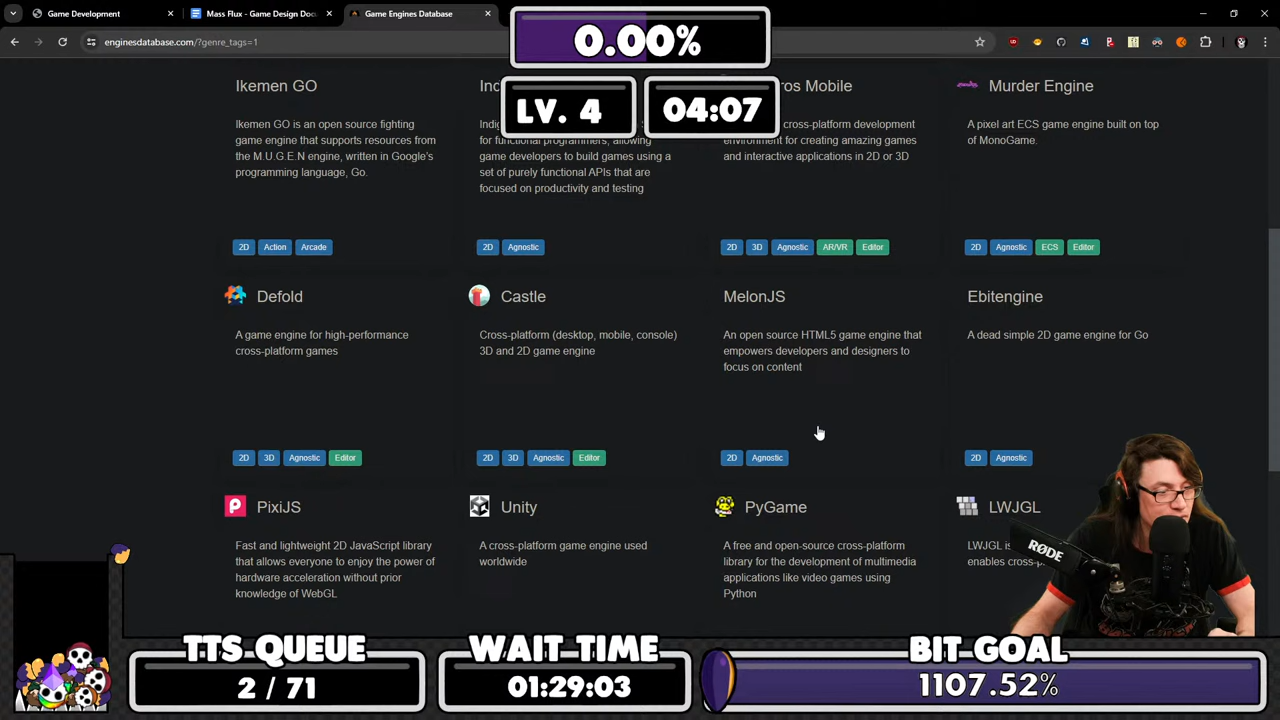 Game Development
Mass Flux - Game Design Doc
Game Engines Database
enginesdatabase.com/?genre_tags=1
0.00%
LV. 4
04:07
Ikemen GO
Mobile
Murder Engine
Ikemen GO is an open source fighting
game engine that supports resources from
the M.U.G.E.N engine, written in Google's
programming language, Go.
for functional programmers, allowing
game developers to build games using a
set of purely functional APIs that are
focused on productivity and testing
cross-platform development
environment for creating amazing games
and interactive applications in 2D or 3D
A pixel art ECS game engine built on top
of MonoGame.
2D Action Arcade
2D Agnostic
2D 3D Agnostic AR/VR Editor
2D Agnostic ECS Editor
Defold
Castle
MelonJS
Ebitengine
A game engine for high-performance
cross-platform games
Cross-platform (desktop, mobile, console)
3D and 2D game engine
An open source HTML5 game engine that
empowers developers and designers to
focus on content
A dead simple 2D game engine for Go
2D 3D Agnostic Editor
2D 3D Agnostic Editor
2D Agnostic
2D Agnostic
PixiJS
Unity
PyGame
LWJGL
Fast and lightweight 2D JavaScript library
that allows everyone to enjoy the power of
hardware acceleration without prior
knowledge of WebGL
A cross-platform game engine used
worldwide
A free and open-source cross-platform
library for the development of multimedia
applications like video games using
Python
LWJGL is
enables
RØDE
TTS QUEUE
2 / 71
WAIT TIME
01:29:03
BIT GOAL
1107.52%